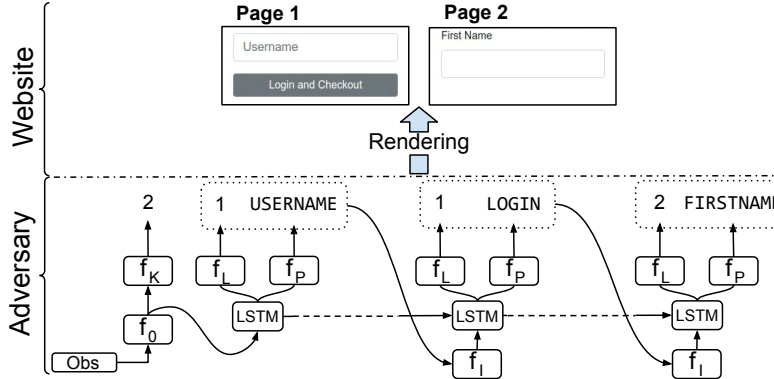 Page 1
Page 2
Username
Login and Checkout
First Name
Website
Rendering
2
1 USERNAME
1 LOGIN
2 FIRSTNAME
Adversary
f_K
f_L
f_P
f_L
f_P
f_L
f_P
f_0
LSTM
LSTM
LSTM
Obs
f_I
f_I